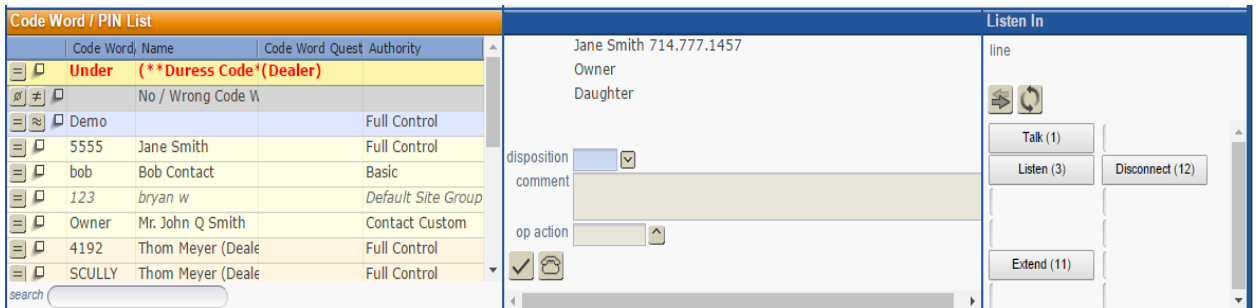 Code Word / PIN List
Code Word Name Code Word Quest Authority
Under (**Duress Code* (Dealer)
No / Wrong Code W
Demo Full Control
5555 Jane Smith Full Control
bob Bob Contact Basic
123 bryan w Default Site Group
Owner Mr. John Q Smith Contact Custom
4192 Thom Meyer (Deale Full Control
SCULLY Thom Meyer (Deale Full Control
search
Jane Smith 714.777.1457
Owner
Daughter
disposition
comment
op action
Listen In
line
Talk (1)
Listen (3) Disconnect (12)
Extend (11)